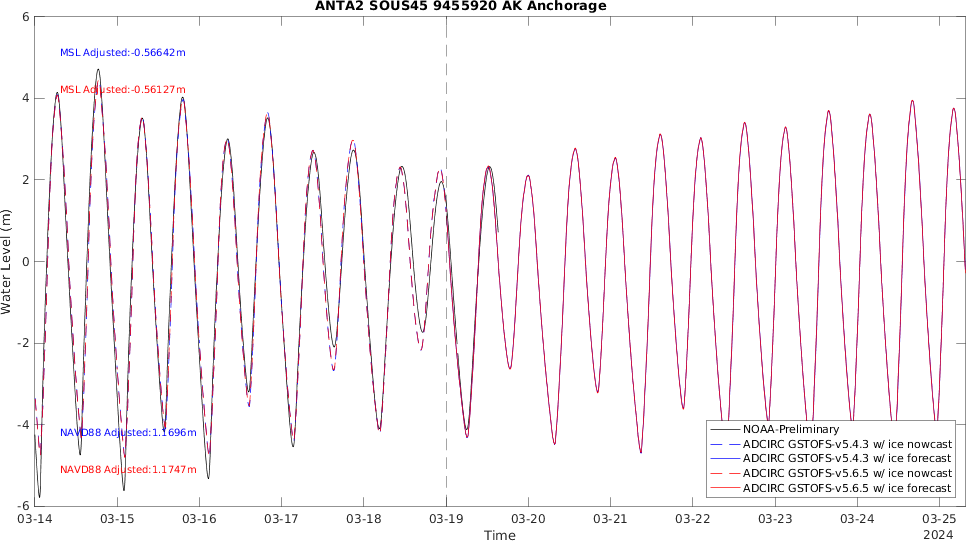 ANTA2 SOUS45 9455920 AK Anchorage
6
4
2
0
-2
-4
-6
Water Level (m)
MSL Adjusted:-0.56642m
MSL Adjusted:-0.56127m
NAVD88 Adjusted:1.1696m
NAVD88 Adjusted:1.1747m
NOAA-Preliminary
ADCIRC GSTOFS-v5.4.3 w/ ice nowcast
ADCIRC GSTOFS-v5.4.3 w/ ice forecast
ADCIRC GSTOFS-v5.6.5 w/ ice nowcast
ADCIRC GSTOFS-v5.6.5 w/ ice forecast
03-14 03-15 03-16 03-17 03-18 03-19 03-20 03-21 03-22 03-23 03-24 03-25
2024
Time